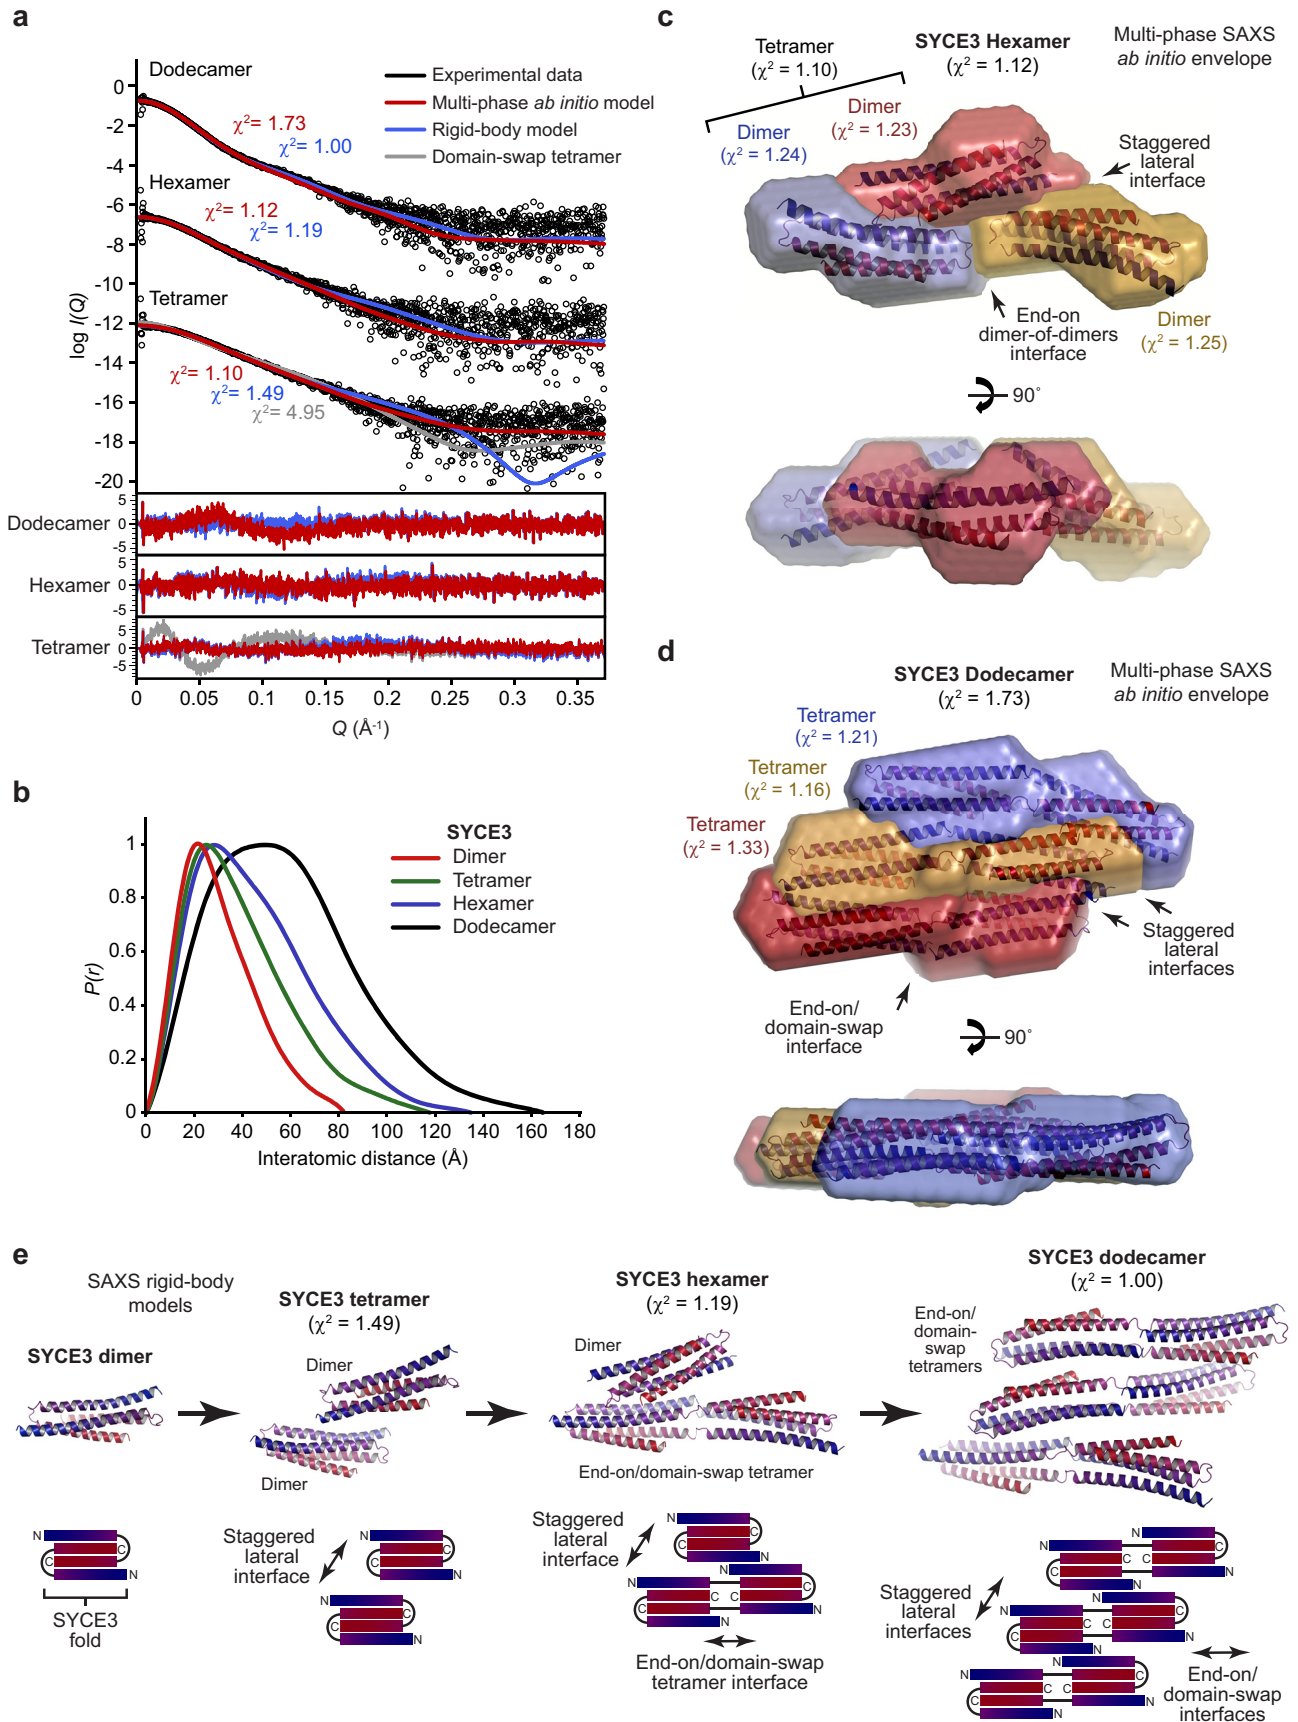 a
Dodecamer
Experimental data
Multi-phase ab initio model
Rigid-body model
Domain-swap tetramer
χ²= 1.73
χ²= 1.00
Hexamer
χ²= 1.12
χ²= 1.19
Tetramer
χ²= 1.10
χ²= 1.49
χ²= 4.95
log I(Q)
0
-2
-4
-6
-8
-10
-12
-14
-16
-18
-20
Dodecamer
5
0
-5
Hexamer
5
0
-5
Tetramer
5
0
-5
0 0.05 0.1 0.15 0.2 0.25 0.3 0.35
Q (Å-1)
b
SYCE3
Dimer
Tetramer
Hexamer
Dodecamer
P(r)
1
0.8
0.6
0.4
0.2
0
0 20 40 60 80 100 120 140 160 180
Interatomic distance (Å)
c
Tetramer
(χ² = 1.10)
SYCE3 Hexamer
(χ² = 1.12)
Multi-phase SAXS
ab initio envelope
Dimer
(χ² = 1.23)
Dimer
(χ² = 1.24)
Staggered
lateral
interface
End-on
dimer-of-dimers
interface
Dimer
(χ² = 1.25)
90°
d
SYCE3 Dodecamer
(χ² = 1.73)
Multi-phase SAXS
ab initio envelope
Tetramer
(χ² = 1.21)
Tetramer
(χ² = 1.16)
Tetramer
(χ² = 1.33)
Staggered
lateral
interfaces
End-on/
domain-swap
interface
90°
e
SAXS rigid-body
models
SYCE3 dimer
SYCE3 tetramer
(χ² = 1.49)
Dimer
Dimer
SYCE3 hexamer
(χ² = 1.19)
Dimer
End-on/domain-swap tetramer
SYCE3 dodecamer
(χ² = 1.00)
End-on/
domain-
swap
tetramers
N
C
C
N
SYCE3
fold
Staggered
lateral
interface
N
C
C
N
N
C
C
N
Staggered
lateral
interface
N
C
N
N
N
C C
C
N
N
End-on/domain-swap
tetramer interface
Staggered
lateral
interfaces
N
N
C C
C
C
N
N
N
N
C C
C
C
N
N
N
N
C C
C
C
N
N
End-on/
domain-swap
interfaces